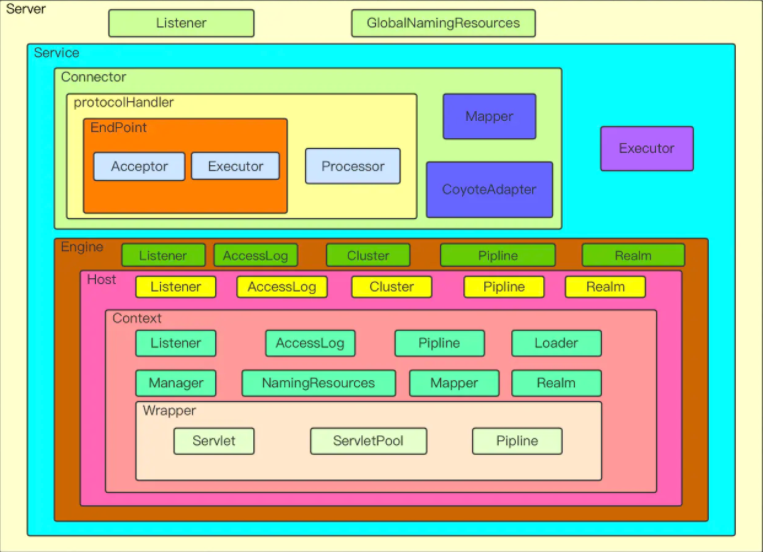 Server
Listener
GlobalNamingResources
Service
Connector
protocolHandler
EndPoint
Acceptor
Executor
Processor
Mapper
CoyoteAdapter
Executor
Engine
Listener
AccessLog
Cluster
Pipline
Realm
Host
Listener
AccessLog
Cluster
Pipline
Realm
Context
Listener
AccessLog
Pipline
Loader
Manager
NamingResources
Mapper
Realm
Wrapper
Servlet
ServletPool
Pipline